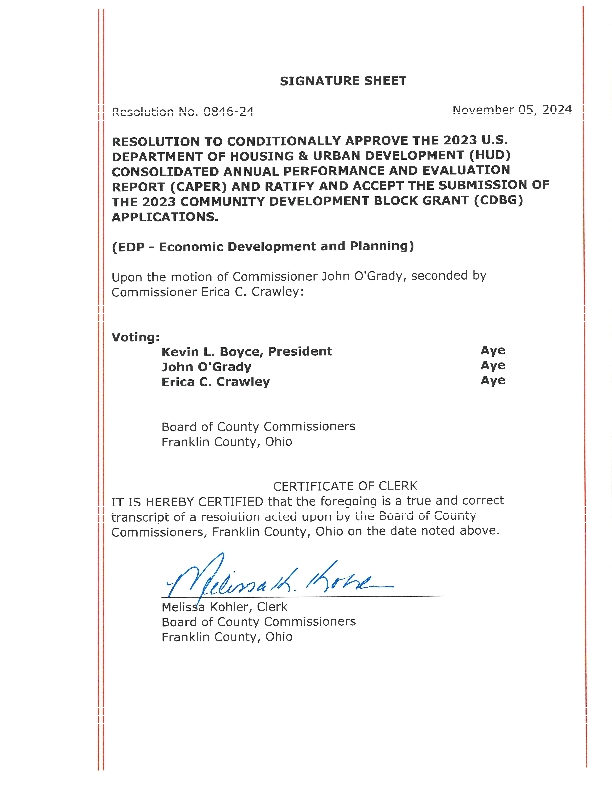 SIGNATURE SHEET
Resolution No. 0846-24 November 05, 2024
RESOLUTION TO CONDITIONALLY APPROVE THE 2023 U.S.
DEPARTMENT OF HOUSING & URBAN DEVELOPMENT (HUD)
CONSOLIDATED ANNUAL PERFORMANCE AND EVALUATION
REPORT (CAPER) AND RATIFY AND ACCEPT THE SUBMISSION OF
THE 2023 COMMUNITY DEVELOPMENT BLOCK GRANT (CDBG)
APPLICATIONS.
(EDP - Economic Development and Planning)
Upon the motion of Commissioner John O'Grady, seconded by
Commissioner Erica C. Crawley:
Voting:
Kevin L. Boyce, President Aye
John O'Grady Aye
Erica C. Crawley Aye
Board of County Commissioners
Franklin County, Ohio
CERTIFICATE OF CLERK
IT IS HEREBY CERTIFIED that the foregoing is a true and correct
transcript of a resolution acted upon by the Board of County
Commissioners, Franklin County, Ohio on the date noted above.
Melissa Kohler, Clerk
Board of County Commissioners
Franklin County, Ohio